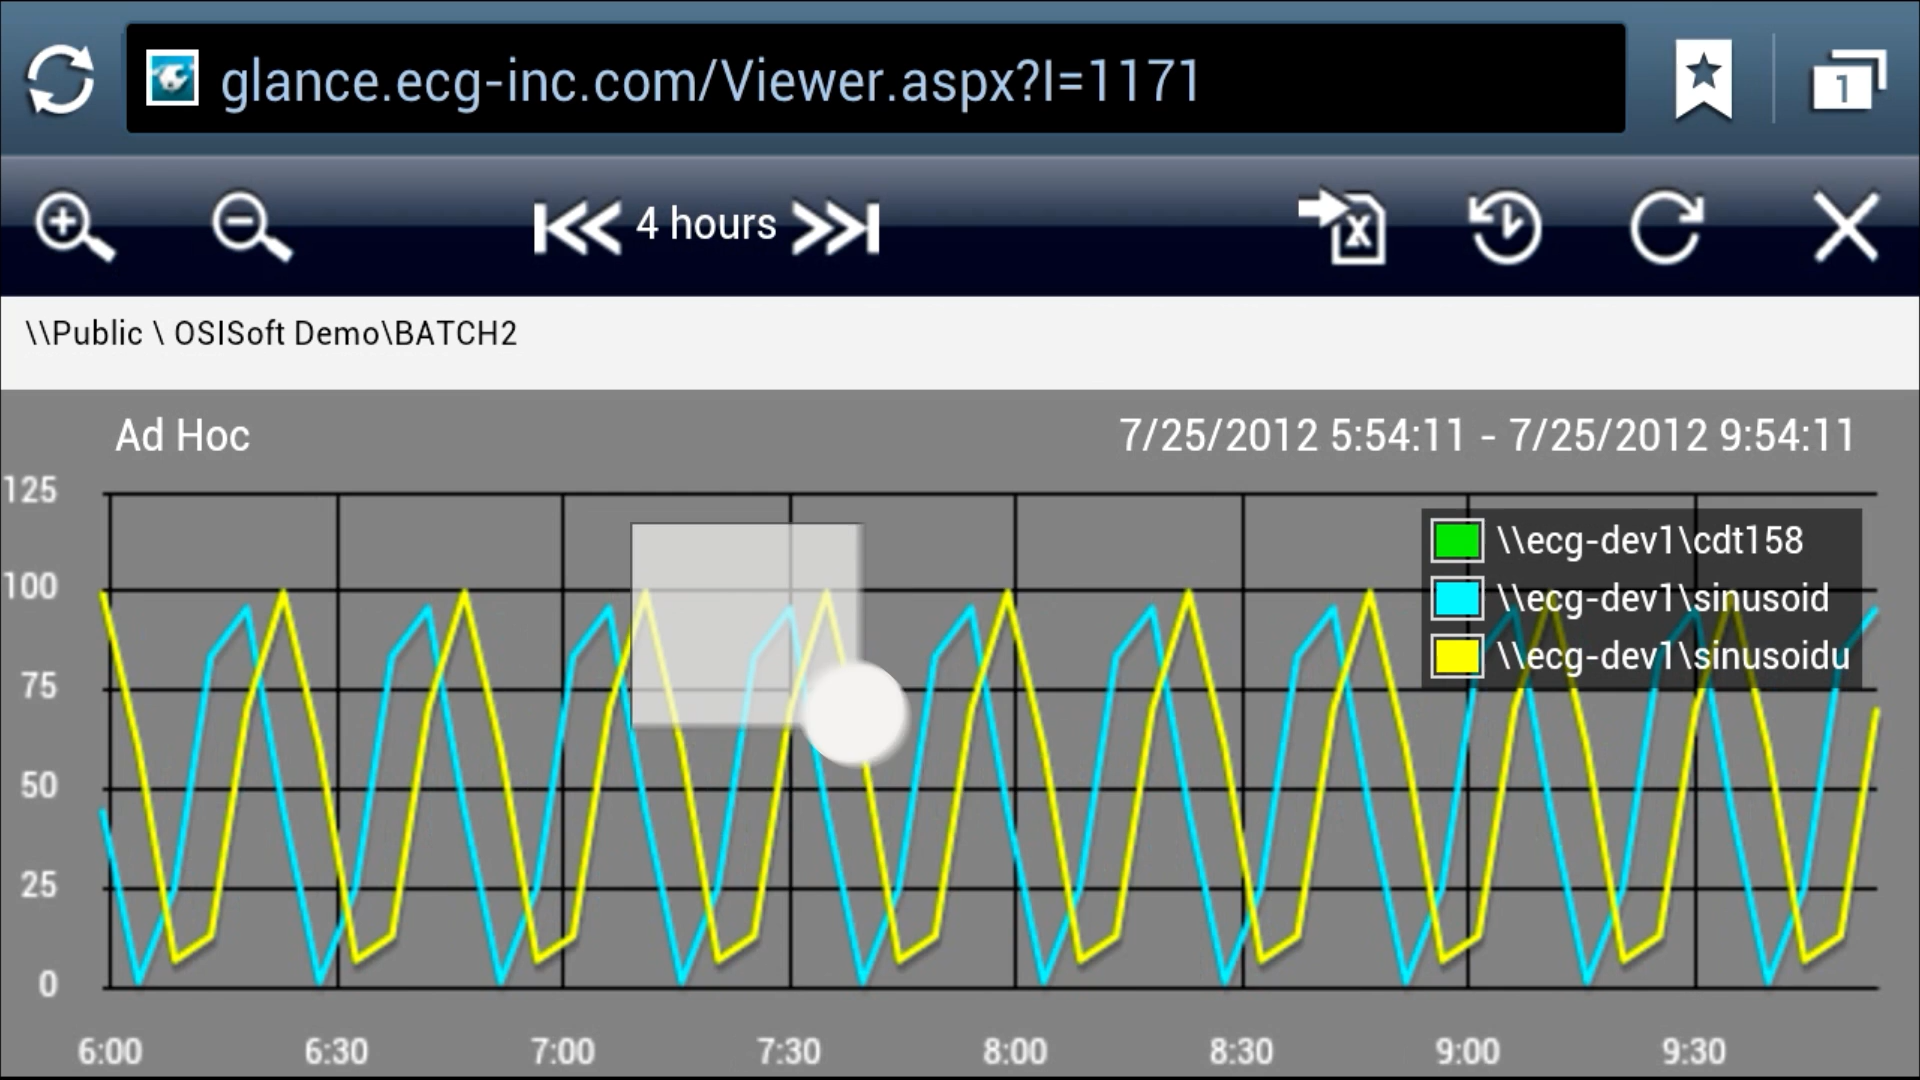 glance.ecg-inc.com/Viewer.aspx?I=1171
1
4 hours
X
\\Public \ OSISoft Demo\BATCH2
Ad Hoc
7/25/2012 5:54:11 - 7/25/2012 9:54:11
125
100
75
50
25
0
\\ecg-dev1\cdt158
\\ecg-dev1\sinusoid
\\ecg-dev1\sinusoidu
6:00 6:30 7:00 7:30 8:00 8:30 9:00 9:30